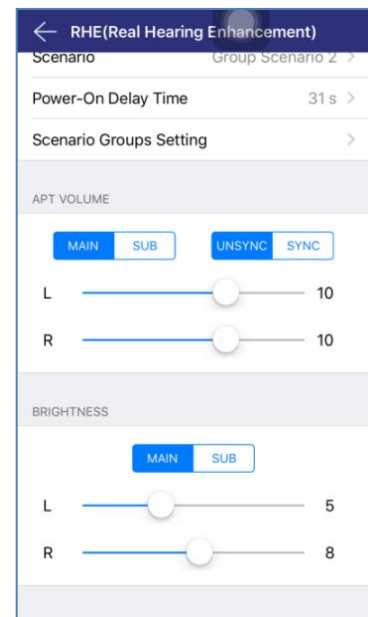 RHE(Real Hearing Enhancement)
Scenario Group Scenario 2
Power-On Delay Time 31 s
Scenario Groups Setting
APT VOLUME
MAIN SUB UNSYNC SYNC
L 10
R 10
BRIGHTNESS
MAIN SUB
L 5
R 8